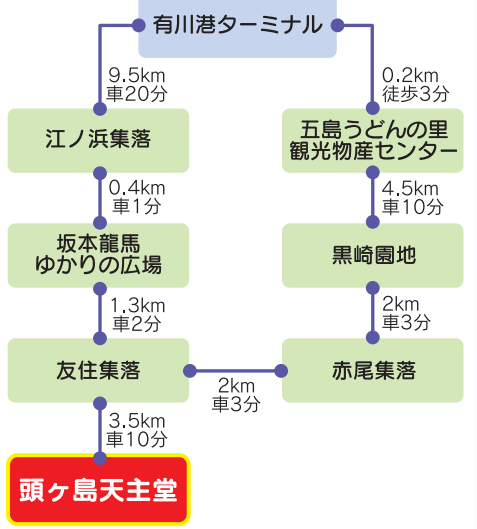 有川港ターミナル
9.5km
車20分
0.2km
徒歩3分
江ノ浜集落
五島うどんの里
観光物産センター
0.4km
車1分
4.5km
車10分
坂本龍馬
ゆかりの広場
黒崎園地
1.3km
車2分
2km
車3分
友住集落
赤尾集落
2km
車3分
3.5km
車10分
頭ヶ島天主堂